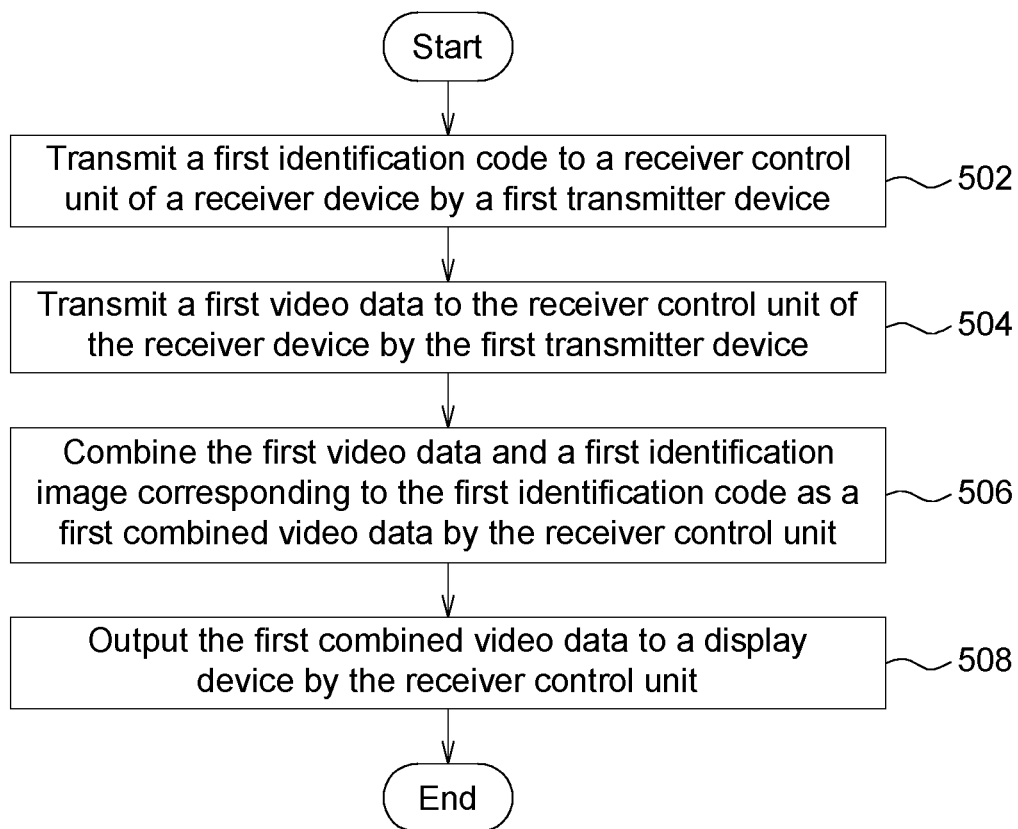 Start
Transmit a first identification code to a receiver control
unit of a receiver device by a first transmitter device
502
Transmit a first video data to the receiver control unit of
the receiver device by the first transmitter device
504
Combine the first video data and a first identification
image corresponding to the first identification code as a
first combined video data by the receiver control unit
506
Output the first combined video data to a display
device by the receiver control unit
508
End